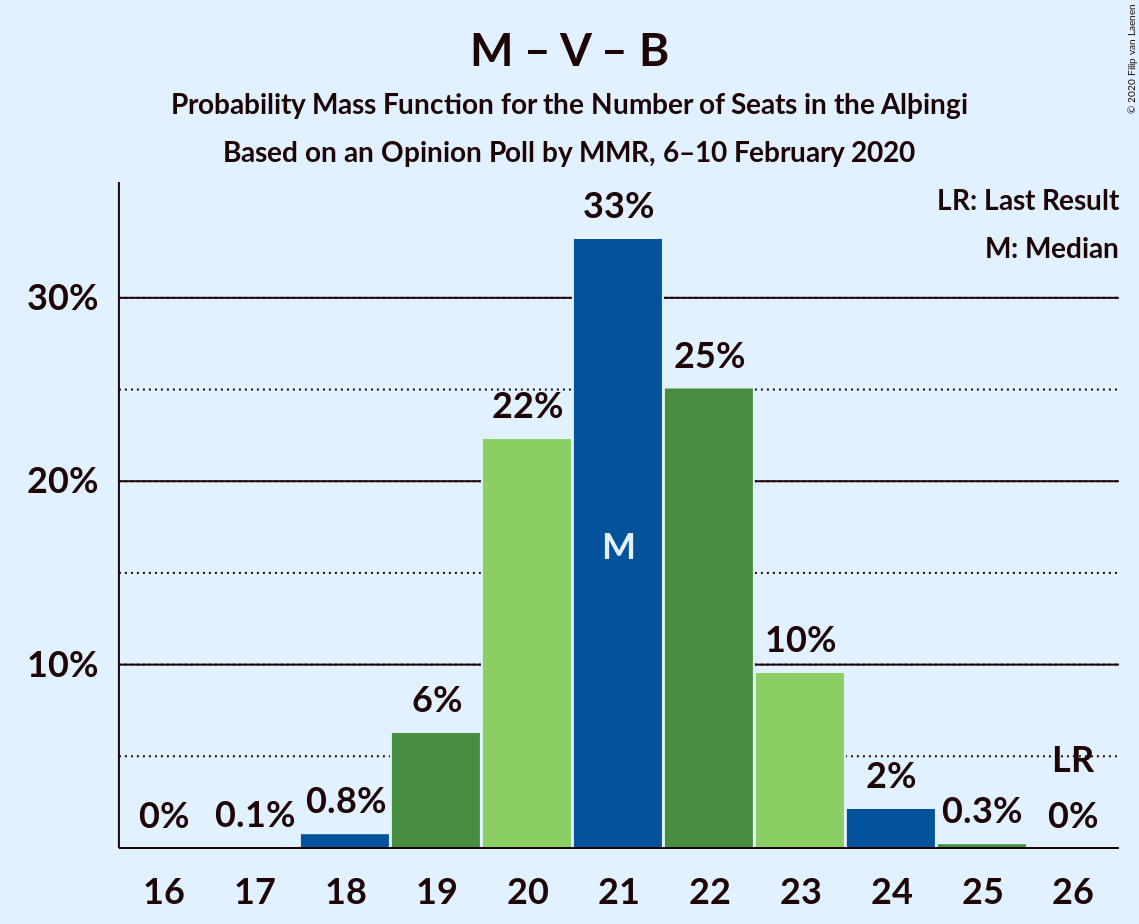 M – V – B
Probability Mass Function for the Number of Seats in the Alþingi
Based on an Opinion Poll by MMR, 6–10 February 2020
© 2020 Filip van Laenen
LR: Last Result
M: Median
33%
30%
25%
22%
20%
M
10%
10%
6%
LR
2%
0%
0.1%
0.8%
0.3%
0%
16 17 18 19 20 21 22 23 24 25 26